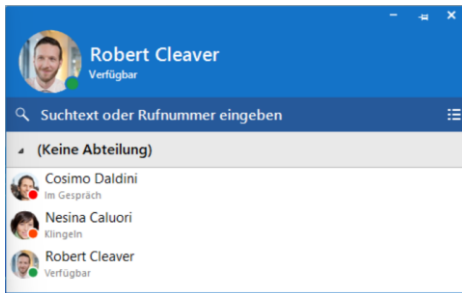 Robert Cleaver
Verfügbar
Suchtext oder Rufnummer eingeben
(Keine Abteilung)
Cosimo Daldini
Im Gespräch
Nesina Caluori
Klingeln
Robert Cleaver
Verfügbar